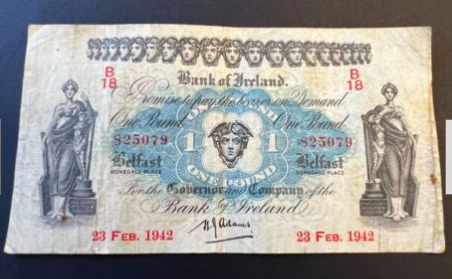 Bank of Ireland.
B 18 B 18
Promise to pay the bearer on Demand
One Pound One Pound
825079 825079
1 1
ONE POUND
Belfast Belfast
DONEGALL PLACE DONEGALL PLACE
For the Governor and Company of the
Bank of Ireland
N J Adams
23 FEB. 1942 23 FEB. 1942